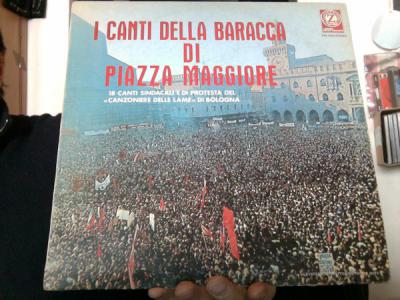 I CANTI DELLA BARACCA
DI
PIAZZA MAGGIORE
18 CANTI SINDACALI E DI PROTESTA DEL
«CANZONIERE DELLE LAME» DI BOLOGNA